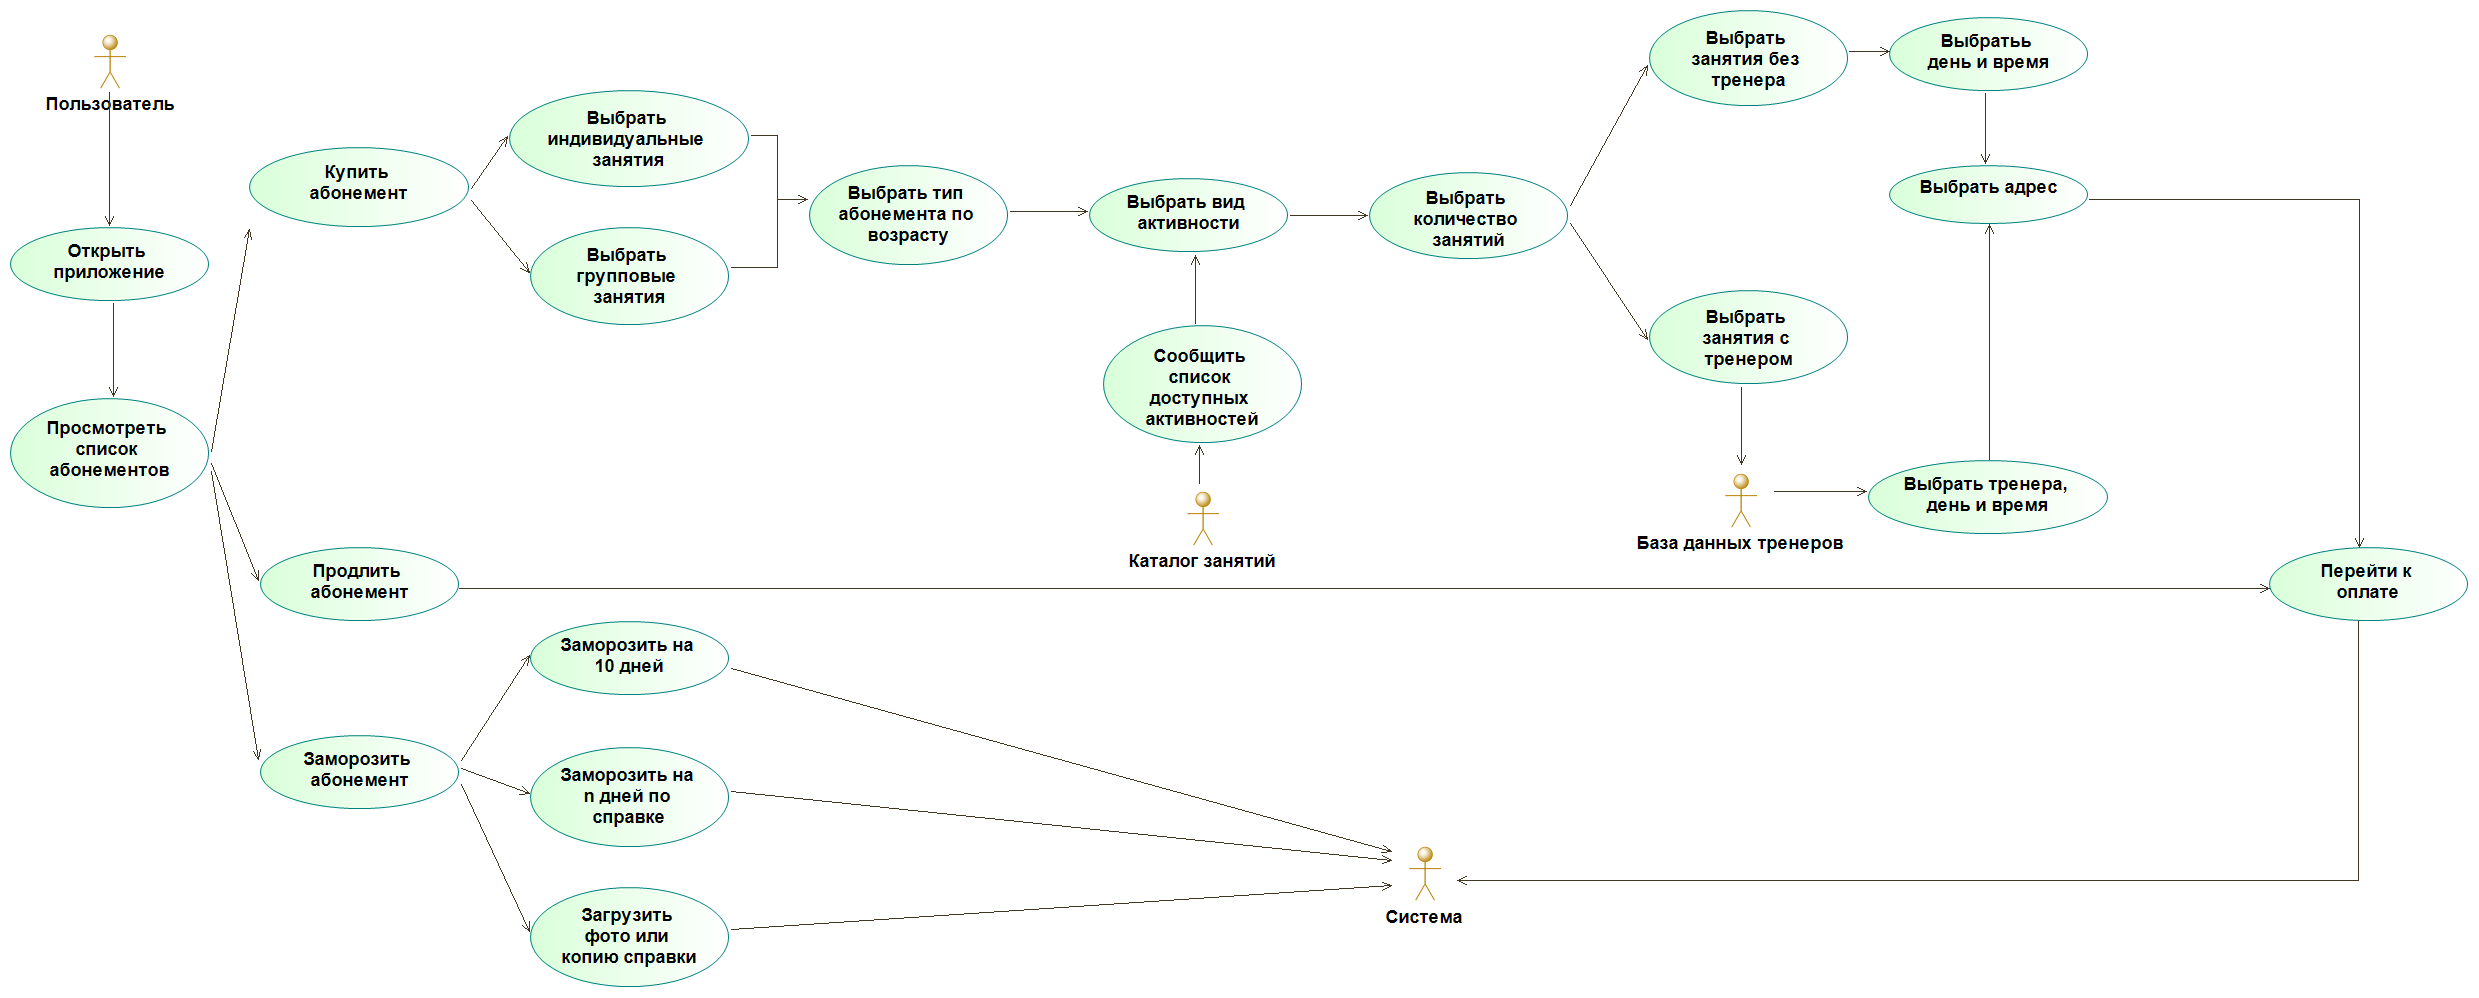 Пользователь
Открыть
приложение
Просмотреть
список
абонементов
Купить
абонемент
Выбрать
индивидуальные
занятия
Выбрать
групповые
занятия
Выбрать тип
абонемента по
возрасту
Выбрать вид
активности
Сообщить
список
доступных
активностей
Каталог занятий
Выбрать
количество
занятий
Выбрать
занятия без
тренера
Выбратьь
день и время
Выбрать адрес
Выбрать
занятия с
тренером
База данных тренеров
Выбрать тренера,
день и время
Продлить
абонемент
Перейти к
оплате
Заморозить
абонемент
Заморозить на
10 дней
Заморозить на
n дней по
справке
Загрузить
фото или
копию справки
Система